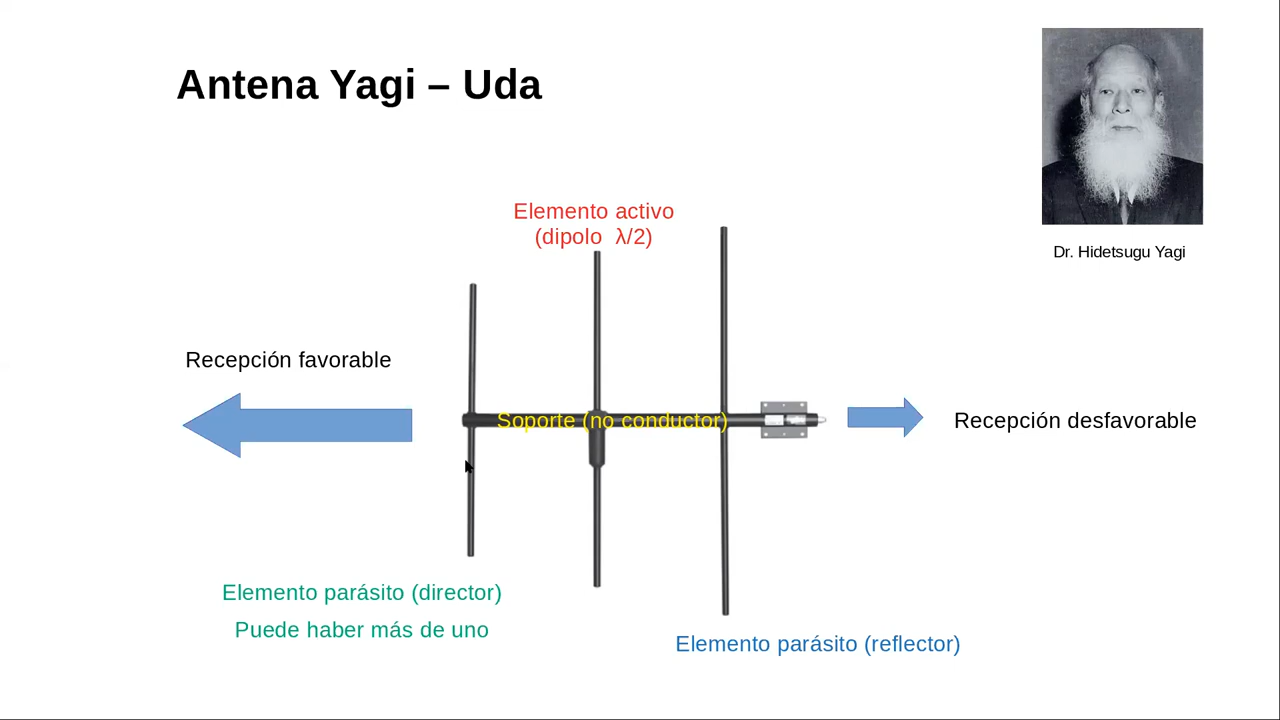 Antena Yagi – Uda
Dr. Hidetsugu Yagi
Elemento activo
(dipolo λ/2)
Recepción favorable
Soporte (no conductor)
Recepción desfavorable
Elemento parásito (director)
Puede haber más de uno
Elemento parásito (reflector)